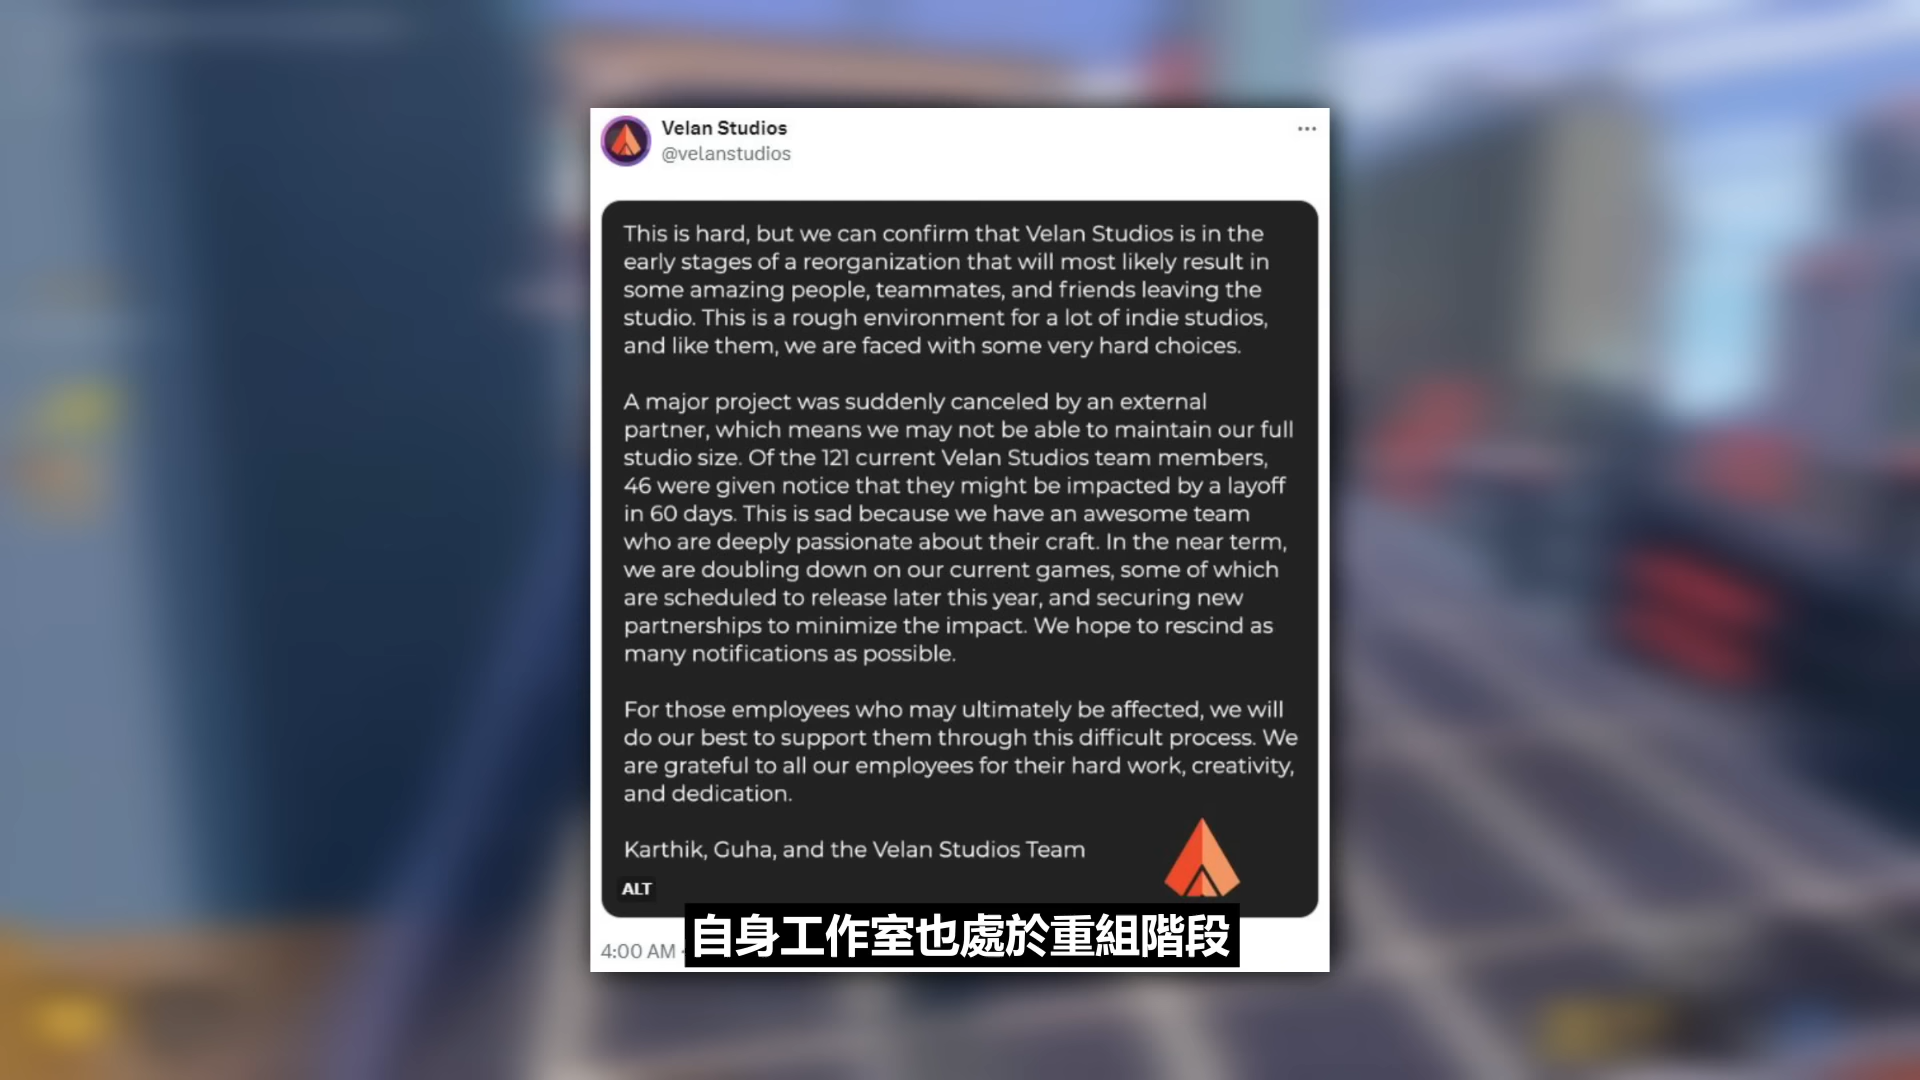 Velan Studios
@velanstudios
This is hard, but we can confirm that Velan Studios is in the
early stages of a reorganization that will most likely result in
some amazing people, teammates, and friends leaving the
studio. This is a rough environment for a lot of indie studios,
and like them, we are faced with some very hard choices.
A major project was suddenly canceled by an external
partner, which means we may not be able to maintain our full
studio size. Of the 121 current Velan Studios team members,
46 were given notice that they might be impacted by a layoff
in 60 days. This is sad because we have an awesome team
who are deeply passionate about their craft. In the near term,
we are doubling down on our current games, some of which
are scheduled to release later this year, and securing new
partnerships to minimize the impact. We hope to rescind as
many notifications as possible.
For those employees who may ultimately be affected, we will
do our best to support them through this difficult process. We
are grateful to all our employees for their hard work, creativity,
and dedication.
Karthik, Guha, and the Velan Studios Team
ALT
自身工作室也處於重組階段
4:00 AM